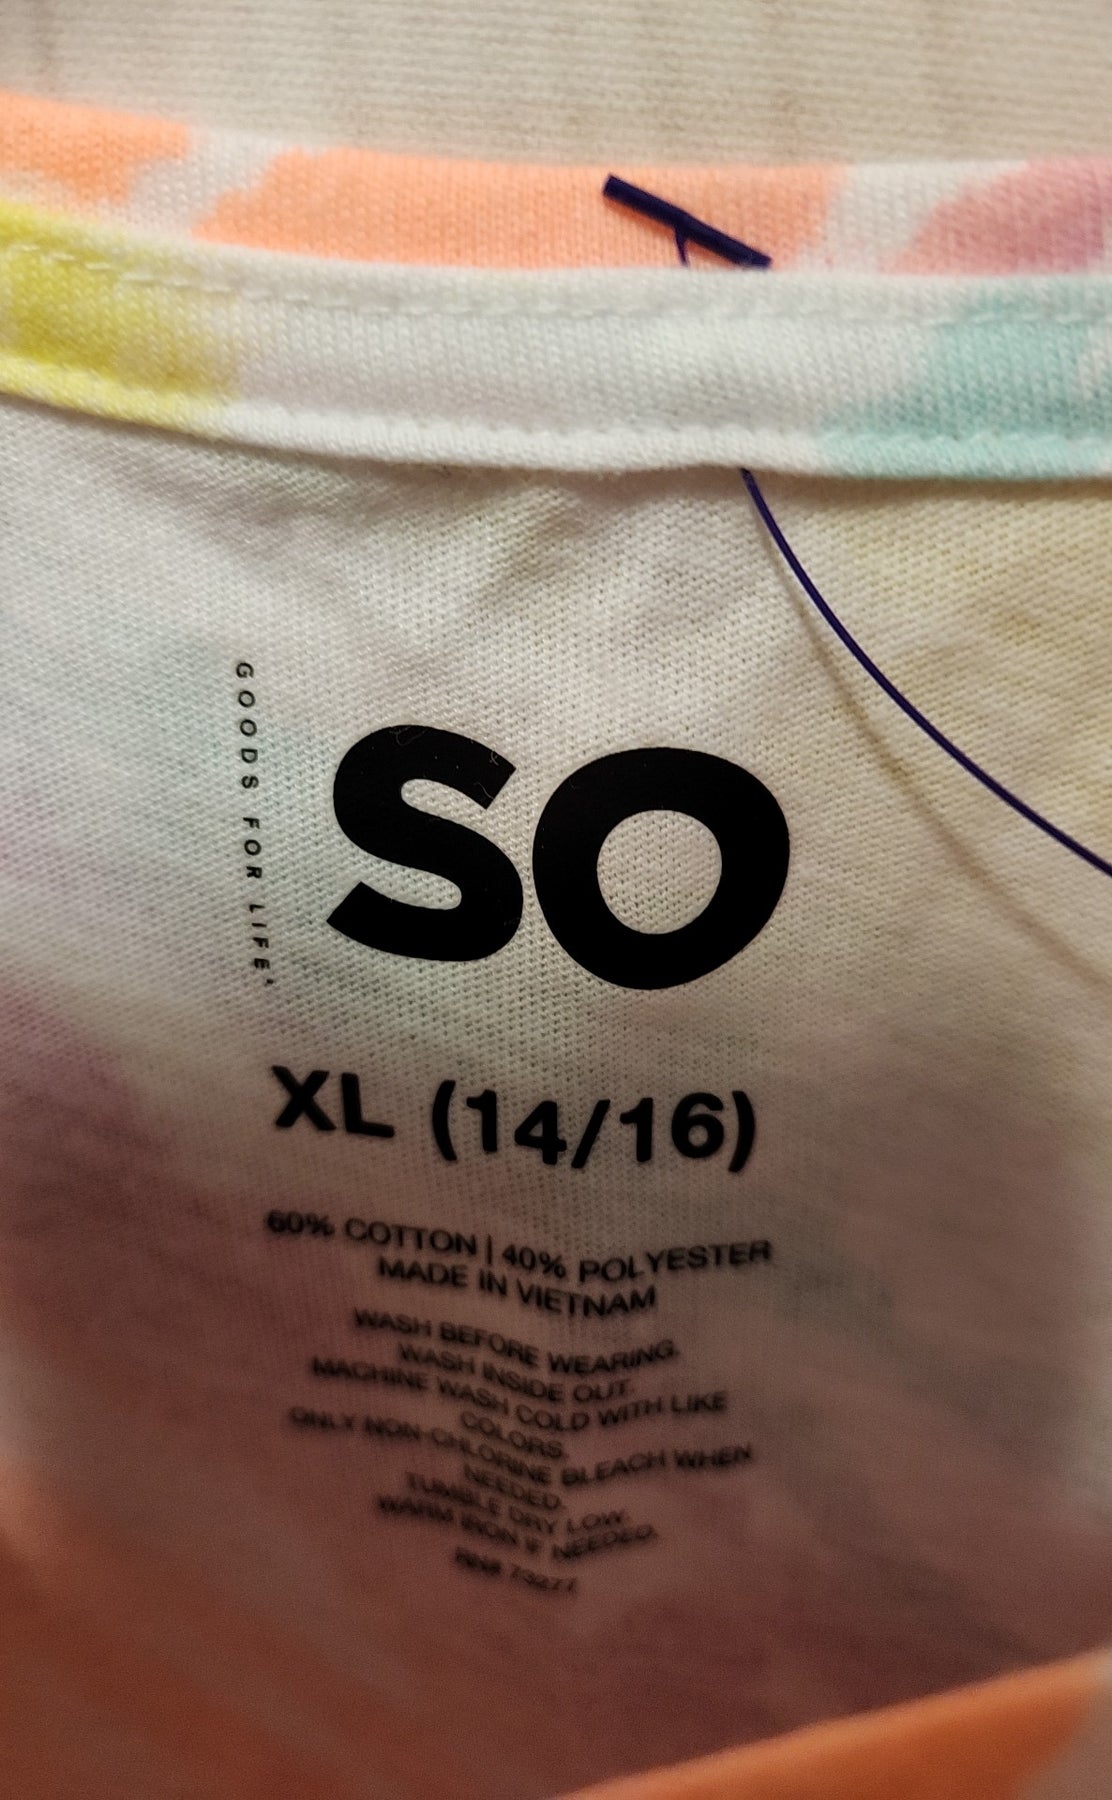 GOODS FOR LIFE
SO
XL (14/16)
60% COTTON | 40% POLYESTER
MADE IN VIETNAM
WASH BEFORE WEARING.
WASH INSIDE OUT.
MACHINE WASH COLD WITH LIKE
COLORS.
ONLY NON-CHLORINE BLEACH WHEN
NEEDED.
TUMBLE DRY LOW.
WARM IRON IF NEEDED.
RN# 73277